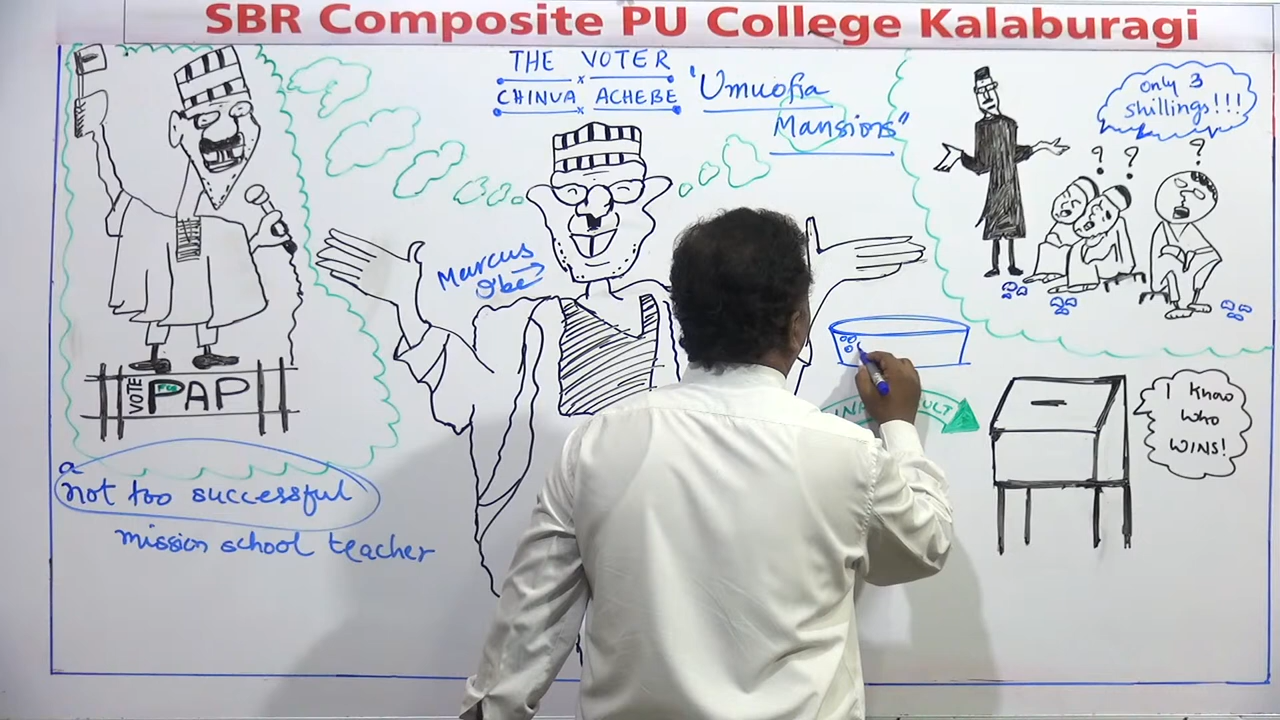 SBR Composite PU College Kalaburagi
THE VOTER
CHINUA ACHEBE
'Umuofia
Mansions"
Only 3
shillings!!!
? ? ?
Marcus
Ibe
VOTE
PAP
I know
who
WINS!
a
not too successful
mission school teacher